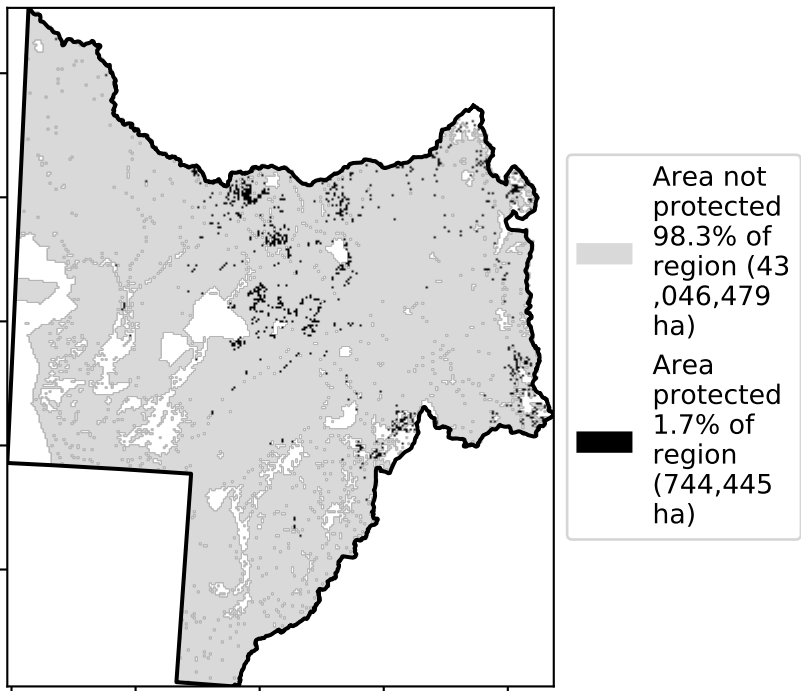 Area not
protected
98.3% of
region (43
,046,479
ha)
Area
protected
1.7% of
region
(744,445
ha)